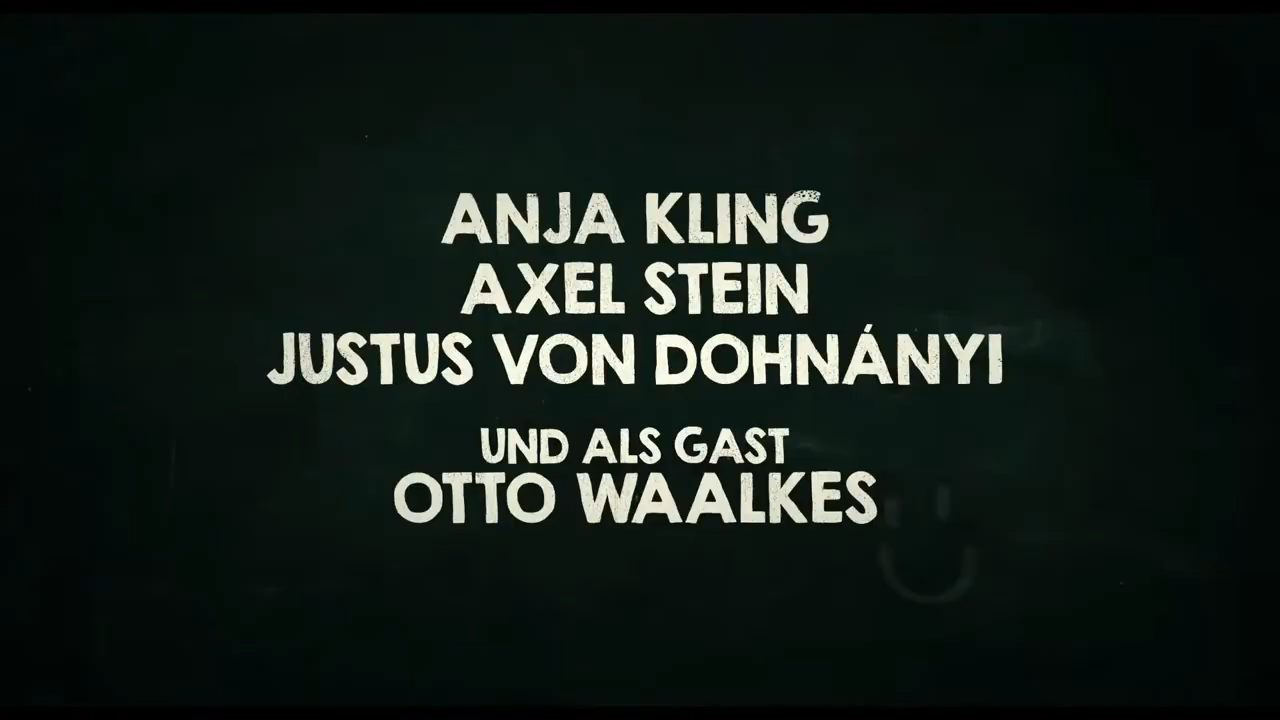 ANJA KLING
AXEL STEIN
JUSTUS VON DOHNÁNYI
UND ALS GAST
OTTO WAALKES